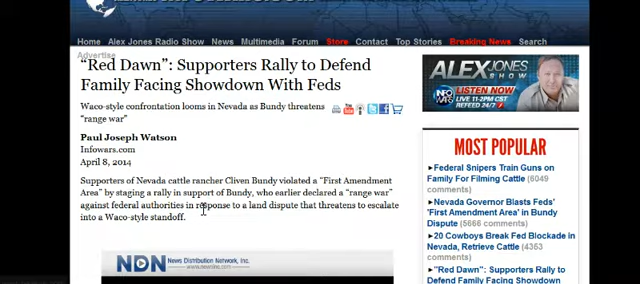 Home Alex Jones Radio Show News Multimedia Forum Store Contact Top Stories Breaking News Search
Advertise
“Red Dawn”: Supporters Rally to Defend
Family Facing Showdown With Feds
Waco-style confrontation looms in Nevada as Bundy threatens
“range war”
Paul Joseph Watson
Infowars.com
April 8, 2014
Supporters of Nevada cattle rancher Cliven Bundy violated a “First Amendment
Area” by staging a rally in support of Bundy, who earlier declared a “range war”
against federal authorities in response to a land dispute that threatens to escalate
into a Waco-style standoff.
NDN News Distribution Network, Inc.
www.newsinc.com
ALEX JONES
SHOW
INFO WARS
LISTEN NOW
LIVE 11-2PM CST
REFEED 24/7
MOST POPULAR
Federal Snipers Train Guns on
Family For Filming Cattle (6049
comments)
Nevada Governor Blasts Feds'
'First Amendment Area' in Bundy
Dispute (5666 comments)
20 Cowboys Break Fed Blockade in
Nevada, Retrieve Cattle (4353
comments)
"Red Dawn": Supporters Rally to
Defend Family Facing Showdown